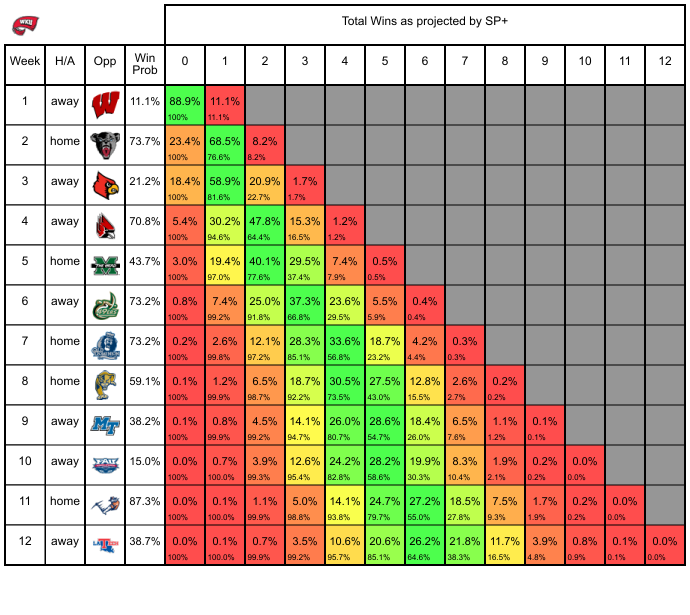 WKU
Total Wins as projected by SP+
Week H/A Opp Win Prob 0 1 2 3 4 5 6 7 8 9 10 11 12
1 away W 11.1% 88.9% 11.1%
100% 11.1%
2 home 73.7% 23.4% 68.5% 8.2%
100% 76.6% 8.2%
3 away 21.2% 18.4% 58.9% 20.9% 1.7%
100% 81.6% 22.7% 1.7%
4 away 70.8% 5.4% 30.2% 47.8% 15.3% 1.2%
100% 94.6% 64.4% 16.5% 1.2%
5 home M 43.7% 3.0% 19.4% 40.1% 29.5% 7.4% 0.5%
100% 97.0% 77.6% 37.4% 7.9% 0.5%
6 away 73.2% 0.8% 7.4% 25.0% 37.3% 23.6% 5.5% 0.4%
100% 99.2% 91.8% 66.8% 29.5% 5.9% 0.4%
7 home 73.2% 0.2% 2.6% 12.1% 28.3% 33.6% 18.7% 4.2% 0.3%
100% 99.8% 97.2% 85.1% 56.8% 23.2% 4.4% 0.3%
8 home 59.1% 0.1% 1.2% 6.5% 18.7% 30.5% 27.5% 12.8% 2.6% 0.2%
100% 99.9% 98.7% 92.2% 73.5% 43.0% 15.5% 2.7% 0.2%
9 away MT 38.2% 0.1% 0.8% 4.5% 14.1% 26.0% 28.6% 18.4% 6.5% 1.1% 0.1%
100% 99.9% 99.2% 94.7% 80.7% 54.7% 26.0% 7.6% 1.2% 0.1%
10 away FAU 15.0% 0.0% 0.7% 3.9% 12.6% 24.2% 28.2% 19.9% 8.3% 1.9% 0.2% 0.0%
100% 100.0% 99.3% 95.4% 82.8% 58.6% 30.3% 10.4% 2.1% 0.2% 0.0%
11 home 87.3% 0.0% 0.1% 1.1% 5.0% 14.1% 24.7% 27.2% 18.5% 7.5% 1.7% 0.2% 0.0%
100% 100.0% 99.9% 98.8% 93.8% 79.7% 55.0% 27.8% 9.3% 1.9% 0.2% 0.0%
12 away LA TECH 38.7% 0.0% 0.1% 0.7% 3.5% 10.6% 20.6% 26.2% 21.8% 11.7% 3.9% 0.8% 0.1% 0.0%
100% 100.0% 99.9% 99.2% 95.7% 85.1% 64.6% 38.3% 16.5% 4.8% 0.9% 0.1% 0.0%